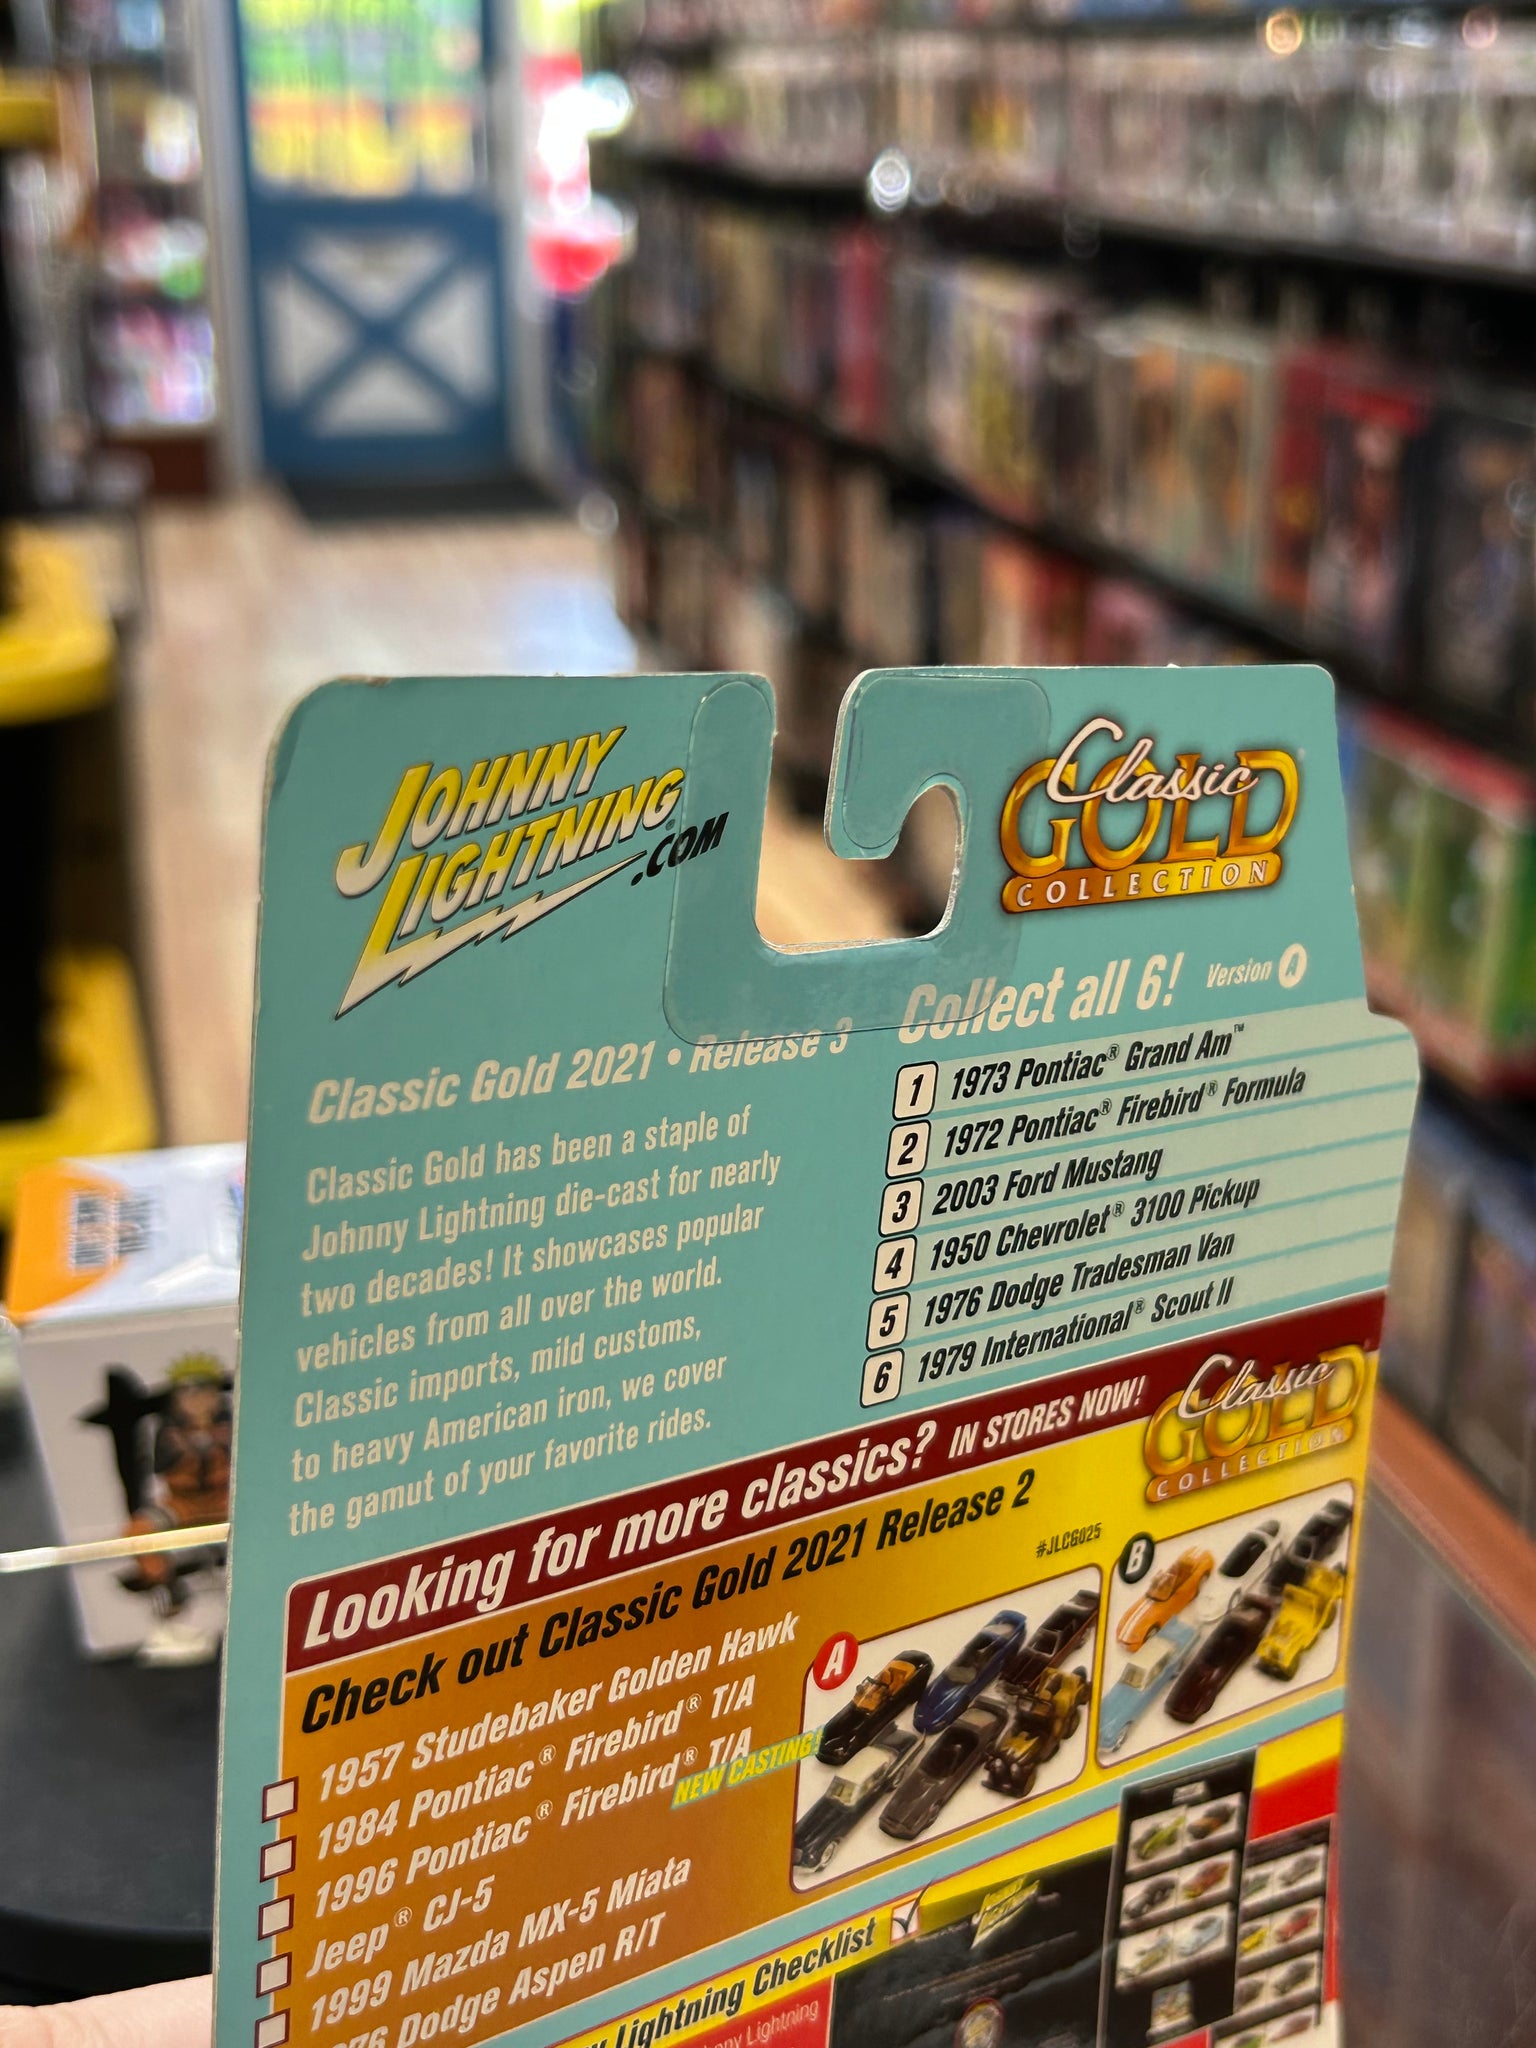 JOHNNY
LIGHTNING®
.COM
Classic
GOLD
COLLECTION
Classic Gold 2021 • Release 3
Classic Gold has been a staple of
Johnny Lightning die-cast for nearly
two decades! It showcases popular
vehicles from all over the world.
Classic imports, mild customs,
to heavy American iron, we cover
the gamut of your favorite rides.
Collect all 6! Version A
1 1973 Pontiac® Grand Am™
2 1972 Pontiac® Firebird® Formula
3 2003 Ford Mustang
4 1950 Chevrolet® 3100 Pickup
5 1976 Dodge Tradesman Van
6 1979 International® Scout II
Looking for more classics? IN STORES NOW!
Classic
GOLD
COLLECTION
Check out Classic Gold 2021 Release 2
#JLCG025
1957 Studebaker Golden Hawk
1984 Pontiac® Firebird® T/A
1996 Pontiac® Firebird® T/A
NEW CASTING!
Jeep® CJ-5
1999 Mazda MX-5 Miata
Dodge Aspen R/T
A
B
Lightning Checklist
Lightning